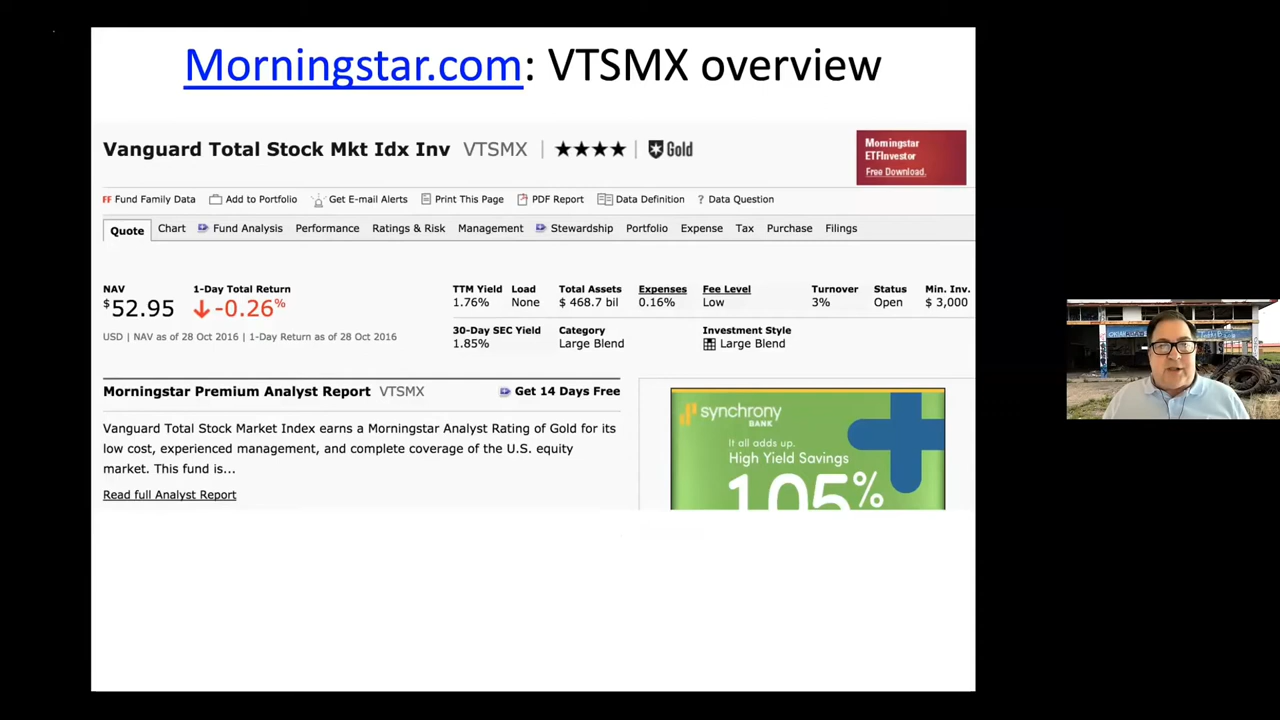 Morningstar.com: VTSMX overview
Vanguard Total Stock Mkt Idx Inv VTSMX ★★★★ Gold
Morningstar
ETFInvestor
Free Download.
FF Fund Family Data Add to Portfolio Get E-mail Alerts Print This Page PDF Report Data Definition ? Data Question
Quote Chart Fund Analysis Performance Ratings & Risk Management Stewardship Portfolio Expense Tax Purchase Filings
NAV 1-Day Total Return TTM Yield Load Total Assets Expenses Fee Level Turnover Status Min. Inv.
$52.95 ↓ -0.26% 1.76% None $ 468.7 bil 0.16% Low 3% Open $ 3,000
USD | NAV as of 28 Oct 2016 | 1-Day Return as of 28 Oct 2016
30-Day SEC Yield Category Investment Style
1.85% Large Blend Large Blend
Morningstar Premium Analyst Report VTSMX Get 14 Days Free
Vanguard Total Stock Market Index earns a Morningstar Analyst Rating of Gold for its
low cost, experienced management, and complete coverage of the U.S. equity
market. This fund is...
Read full Analyst Report
synchrony
BANK
It all adds up.
High Yield Savings
1.05%